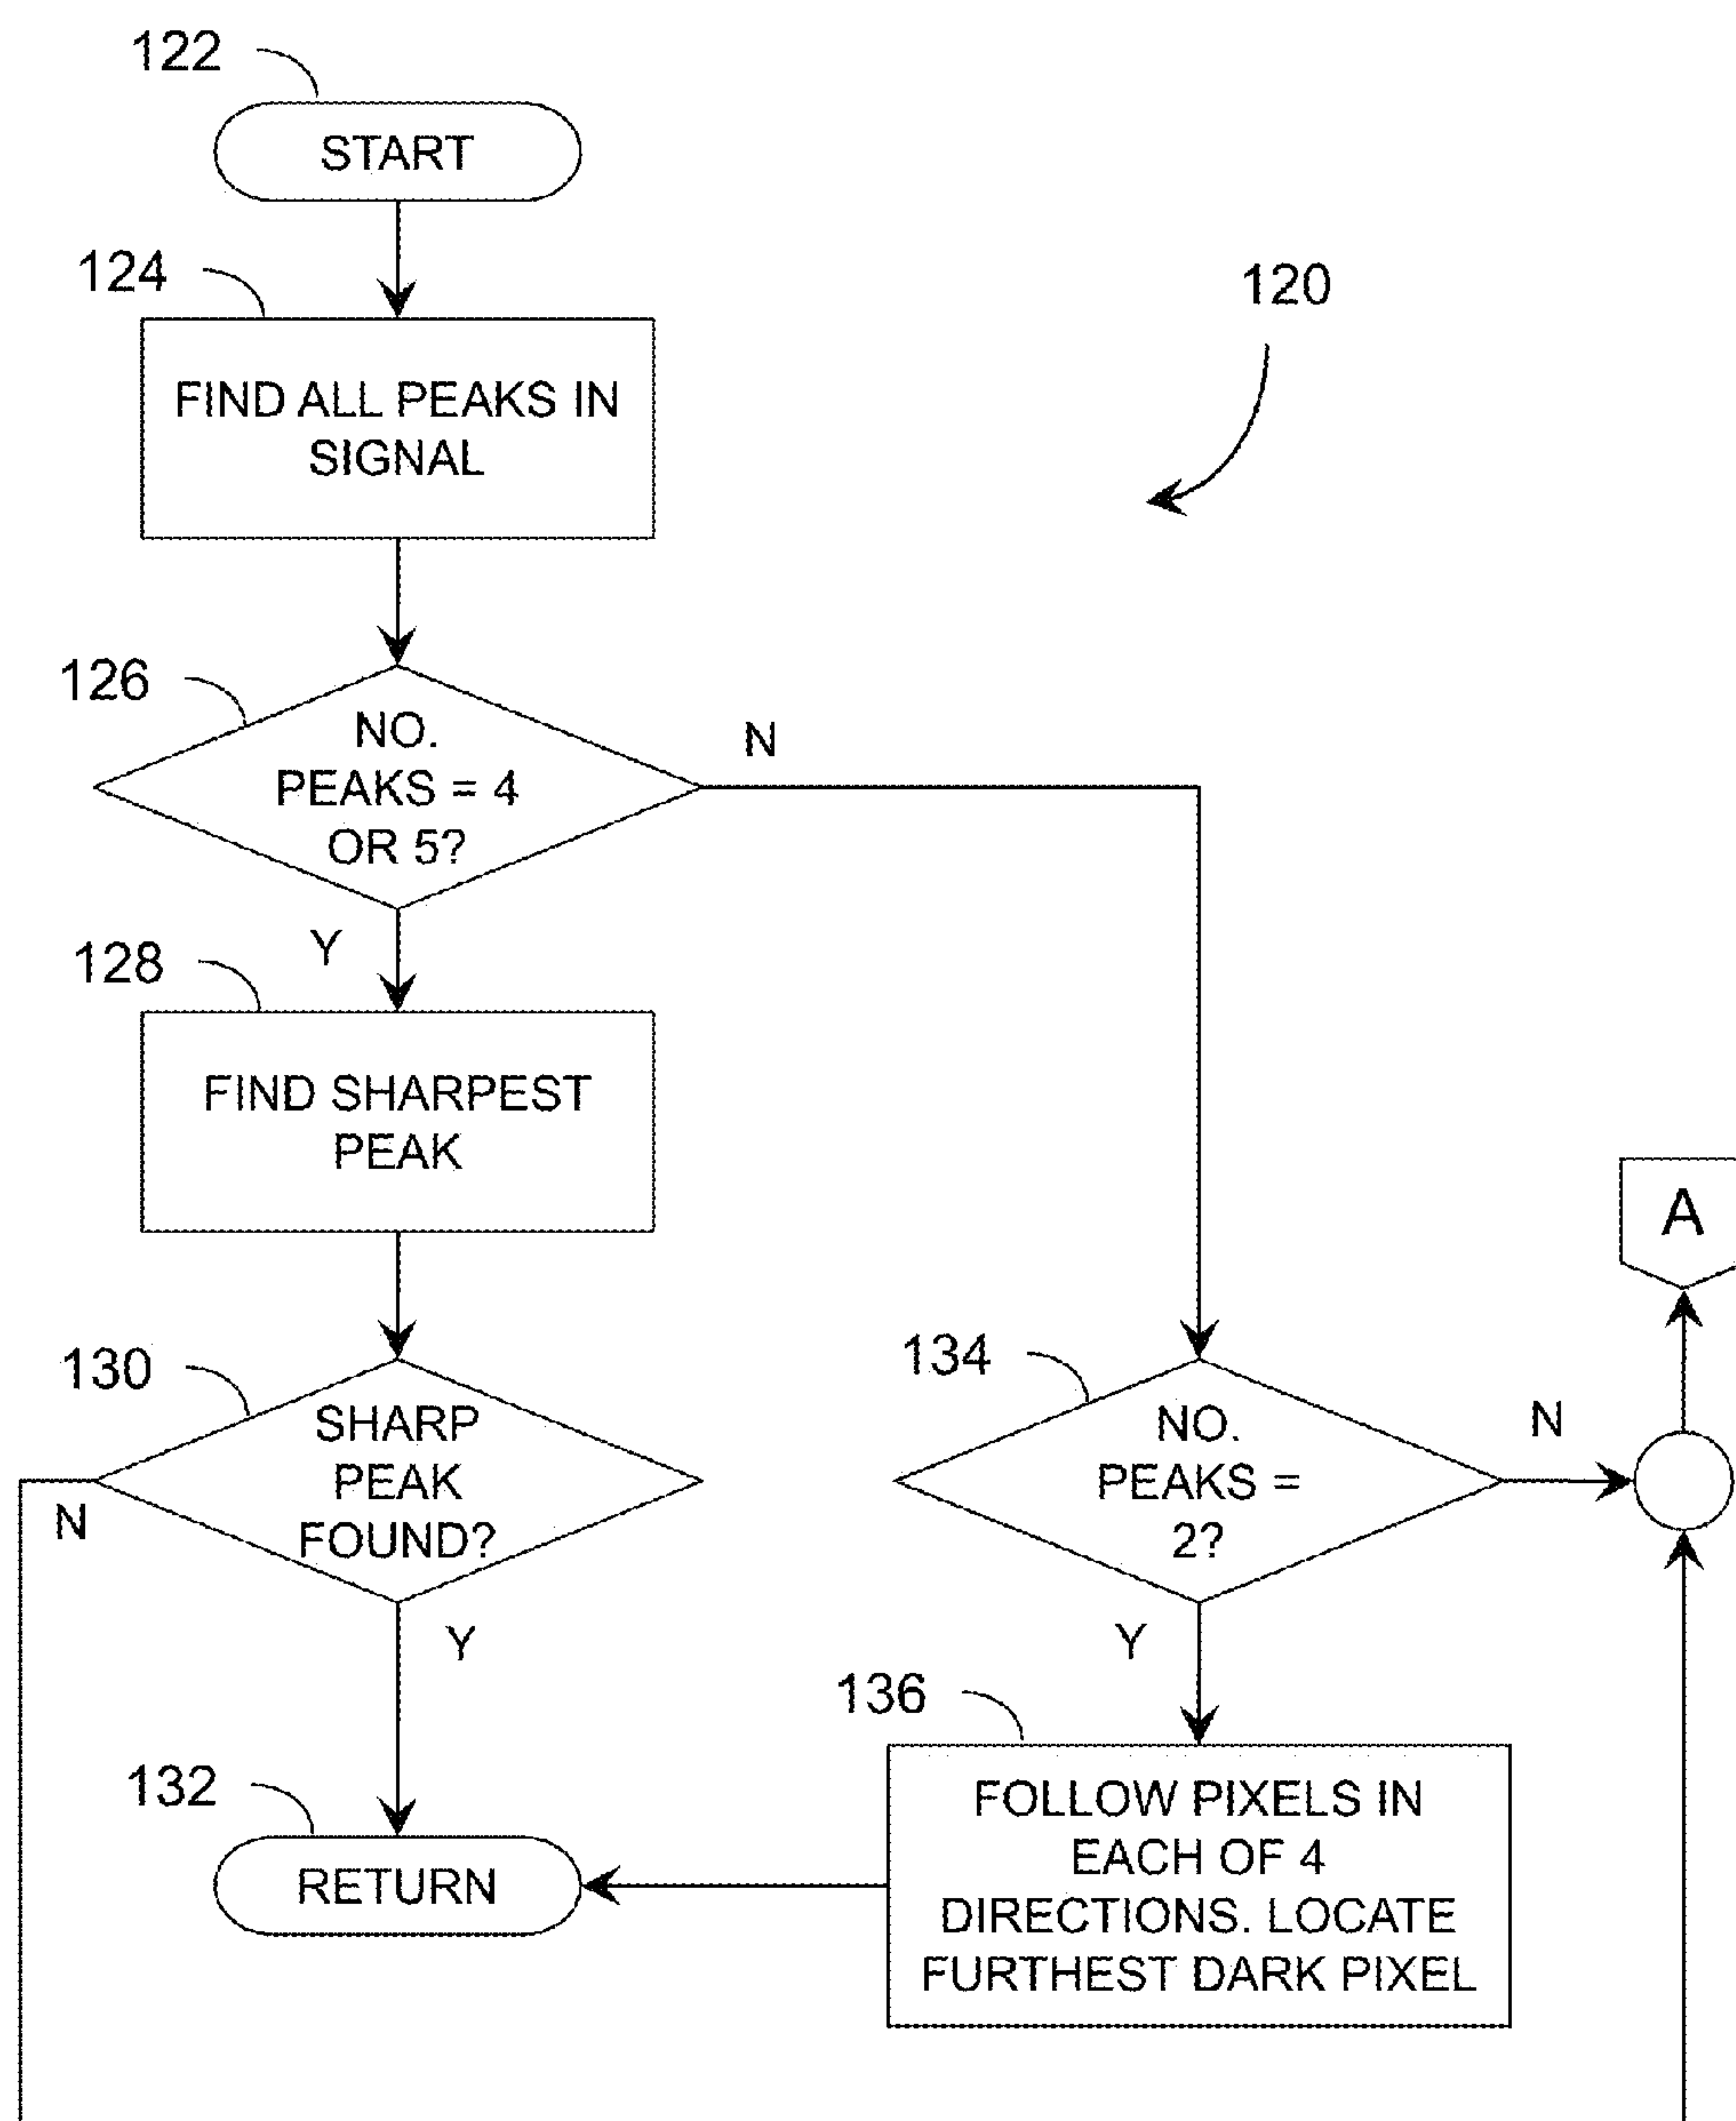 122
START
124
120
FIND ALL PEAKS IN
SIGNAL
126
NO.
PEAKS = 4
OR 5?
N
Y
128
FIND SHARPEST
PEAK
A
130
SHARP
PEAK
FOUND?
N
Y
134
NO.
PEAKS =
2?
N
Y
136
FOLLOW PIXELS IN
EACH OF 4
DIRECTIONS. LOCATE
FURTHEST DARK PIXEL
132
RETURN